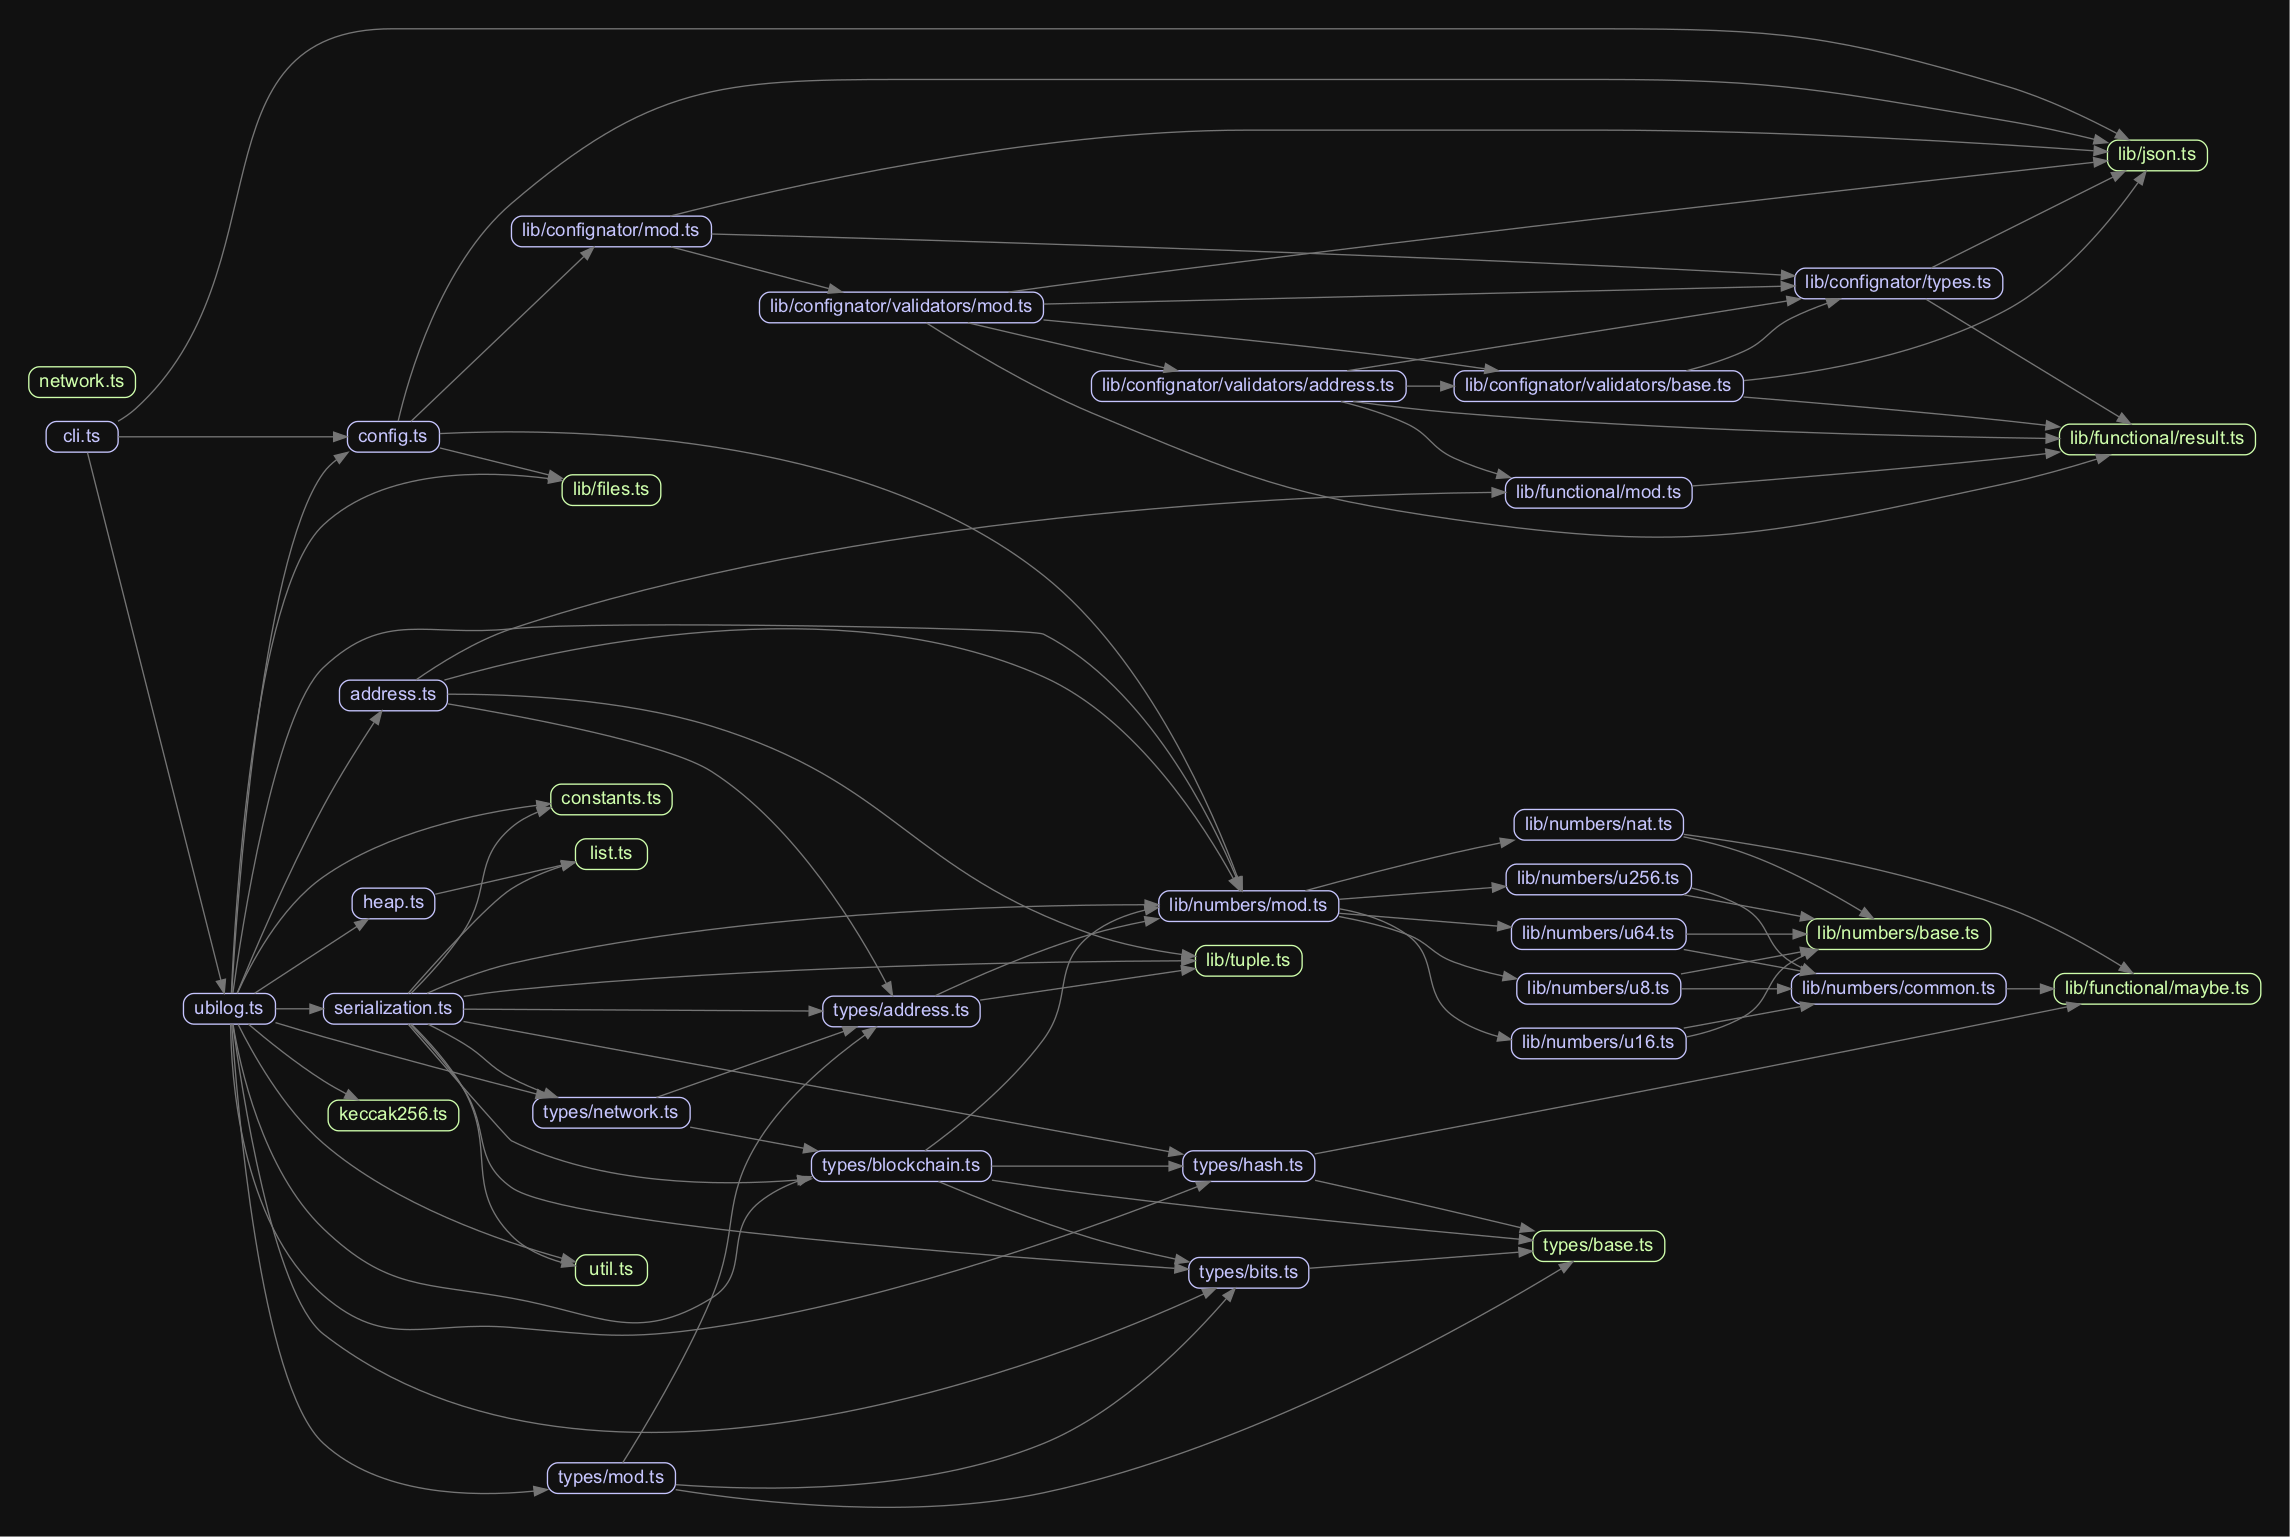 lib/json.ts
lib/confignator/mod.ts
lib/confignator/types.ts
lib/confignator/validators/mod.ts
network.ts
lib/confignator/validators/address.ts
lib/confignator/validators/base.ts
cli.ts
config.ts
lib/functional/result.ts
lib/files.ts
lib/functional/mod.ts
address.ts
constants.ts
lib/numbers/nat.ts
list.ts
lib/numbers/u256.ts
heap.ts
lib/numbers/mod.ts
lib/numbers/u64.ts
lib/numbers/base.ts
lib/tuple.ts
lib/numbers/u8.ts
lib/numbers/common.ts
lib/functional/maybe.ts
ubilog.ts
serialization.ts
types/address.ts
lib/numbers/u16.ts
keccak256.ts
types/network.ts
types/blockchain.ts
types/hash.ts
types/base.ts
util.ts
types/bits.ts
types/mod.ts